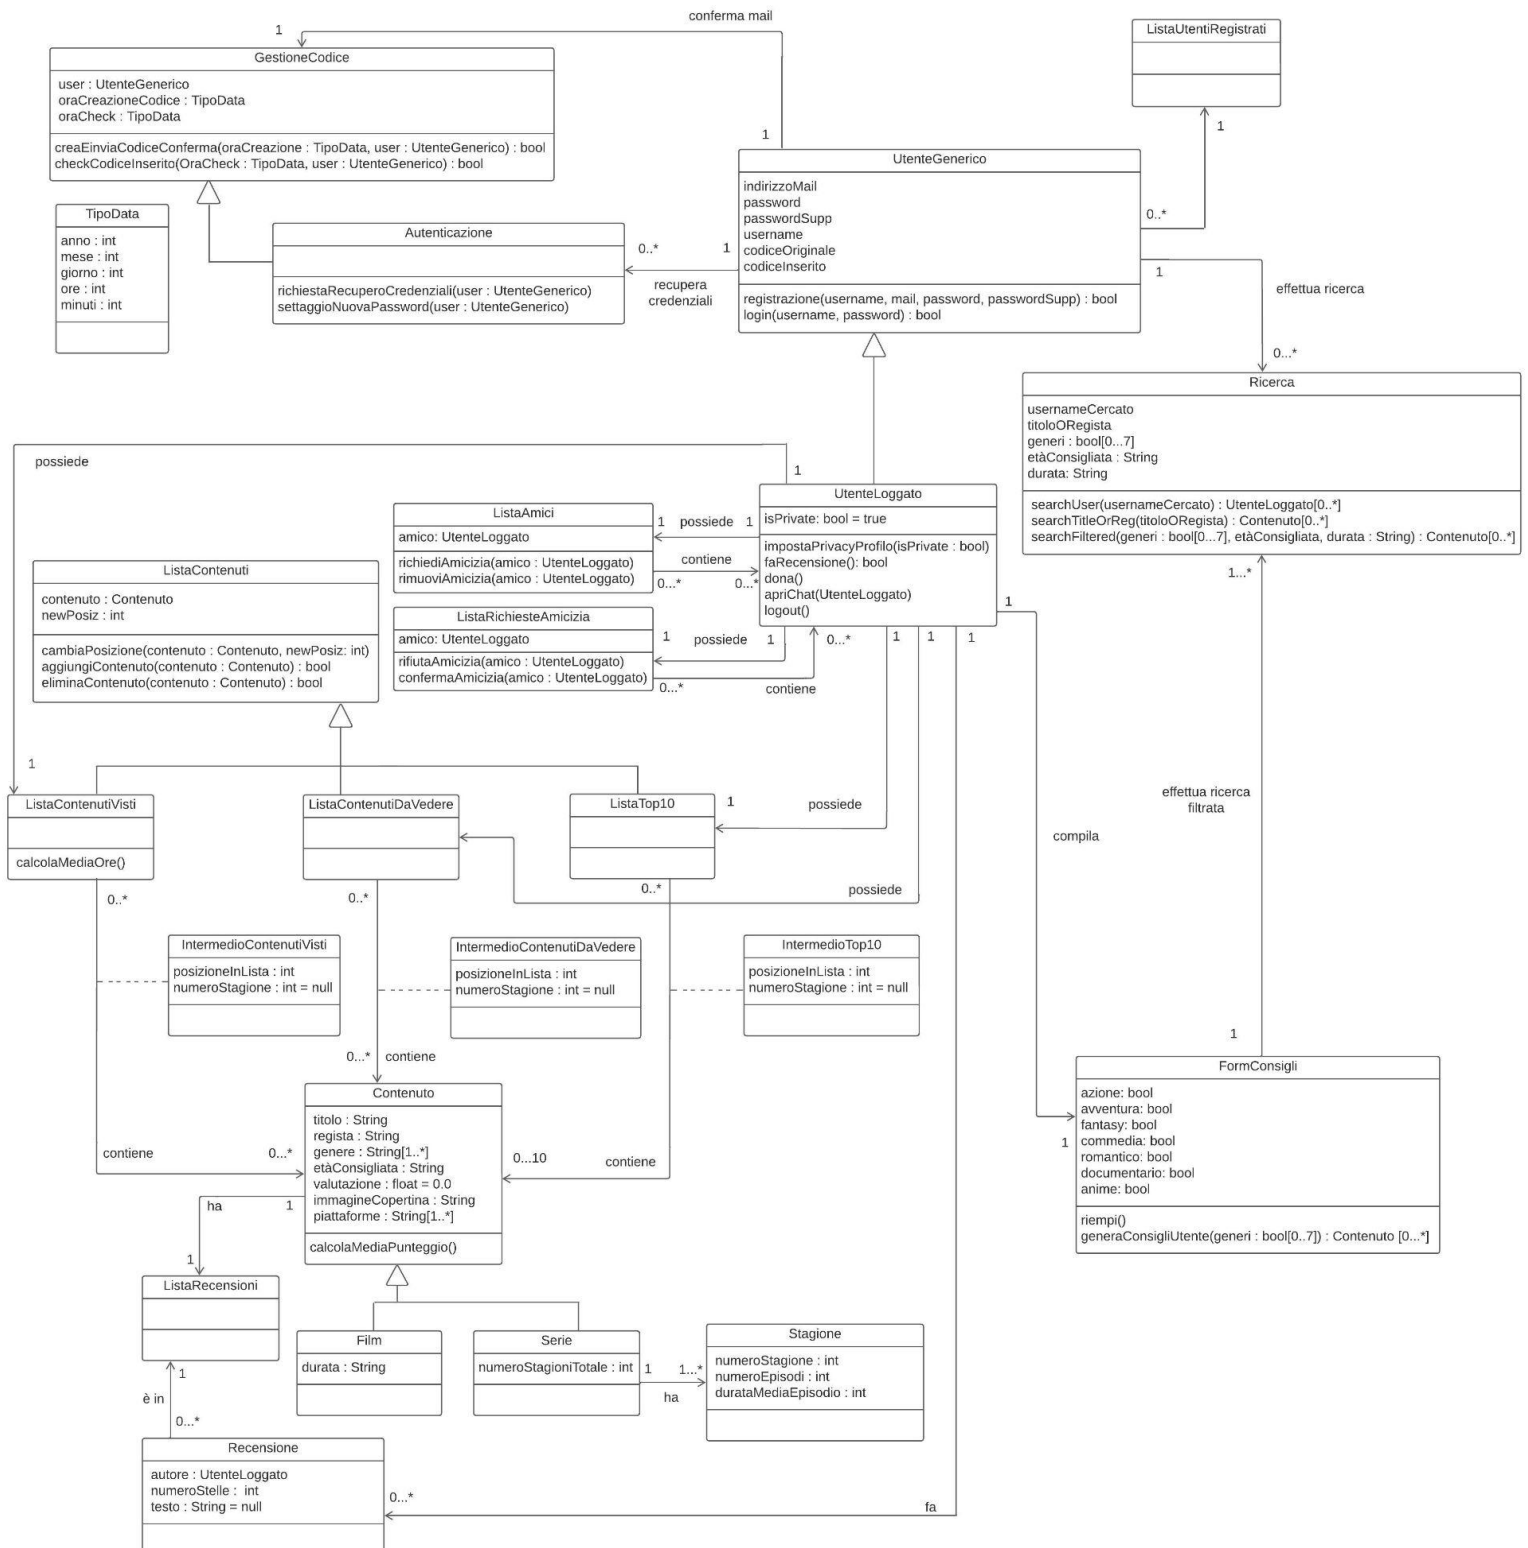 conferma mail
1
ListaUtentiRegistrati
GestioneCodice
user : UtenteGenerico
oraCreazioneCodice : TipoData
oraCheck : TipoData
creaEinviaCodiceConferma(oraCreazione : TipoData, user : UtenteGenerico) : bool
checkCodiceInserito(OraCheck : TipoData, user : UtenteGenerico) : bool
1
1
UtenteGenerico
indirizzoMail
password
passwordSupp
username
codiceOriginale
codiceInserito
registrazione(username, mail, password, passwordSupp) : bool
login(username, password) : bool
0..*
1
effettua ricerca
0...*
TipoData
anno : int
mese : int
giorno : int
ore : int
minuti : int
Autenticazione
richiestaRecuperoCredenziali(user : UtenteGenerico)
settaggioNuovaPassword(user : UtenteGenerico)
0..*
1
recupera
credenziali
Ricerca
usernameCercato
titoloORegista
generi : bool[0...7]
etàConsigliata : String
durata: String
searchUser(usernameCercato) : UtenteLoggato[0..*]
searchTitleOrReg(titoloORegista) : Contenuto[0..*]
searchFiltered(generi : bool[0...7], etàConsigliata, durata : String) : Contenuto[0..*]
1...*
possiede
1
UtenteLoggato
isPrivate: bool = true
impostaPrivacyProfilo(isPrivate : bool)
faRecensione(): bool
dona()
apriChat(UtenteLoggato)
logout()
ListaAmici
amico: UtenteLoggato
richiediAmicizia(amico : UtenteLoggato)
rimuoviAmicizia(amico : UtenteLoggato)
1
possiede
1
contiene
0...*
0...*
ListaRichiesteAmicizia
amico: UtenteLoggato
rifiutaAmicizia(amico : UtenteLoggato)
confermaAmicizia(amico : UtenteLoggato)
1
possiede
1
0...*
1
1
1
1
0...*
contiene
ListaContenuti
contenuto : Contenuto
newPosiz : int
cambiaPosizione(contenuto : Contenuto, newPosiz: int)
aggiungiContenuto(contenuto : Contenuto) : bool
eliminaContenuto(contenuto : Contenuto) : bool
1
ListaContenutiVisti
calcolaMediaOre()
ListaContenutiDaVedere
ListaTop10
1
possiede
possiede
effettua ricerca
filtrata
compila
0..*
0..*
0..*
IntermedioContenutiVisti
posizioneInLista : int
numeroStagione : int = null
IntermedioContenutiDaVedere
posizioneInLista : int
numeroStagione : int = null
IntermedioTop10
posizioneInLista : int
numeroStagione : int = null
0...*
contiene
1
FormConsigli
azione: bool
avventura: bool
fantasy: bool
commedia: bool
romantico: bool
documentario: bool
anime: bool
riempi()
generaConsigliUtente(generi : bool[0..7]) : Contenuto [0...*]
1
Contenuto
titolo : String
regista : String
genere : String[1..*]
etàConsigliata : String
valutazione : float = 0.0
immagineCopertina : String
piattaforme : String[1..*]
calcolaMediaPunteggio()
contiene
0...*
0...10
contiene
ha
1
1
ListaRecensioni
Film
durata : String
Serie
numeroStagioniTotale : int
1
1...*
ha
Stagione
numeroStagione : int
numeroEpisodi : int
durataMediaEpisodio : int
1
è in
0...*
Recensione
autore : UtenteLoggato
numeroStelle :  int
testo : String = null
0...*
fa